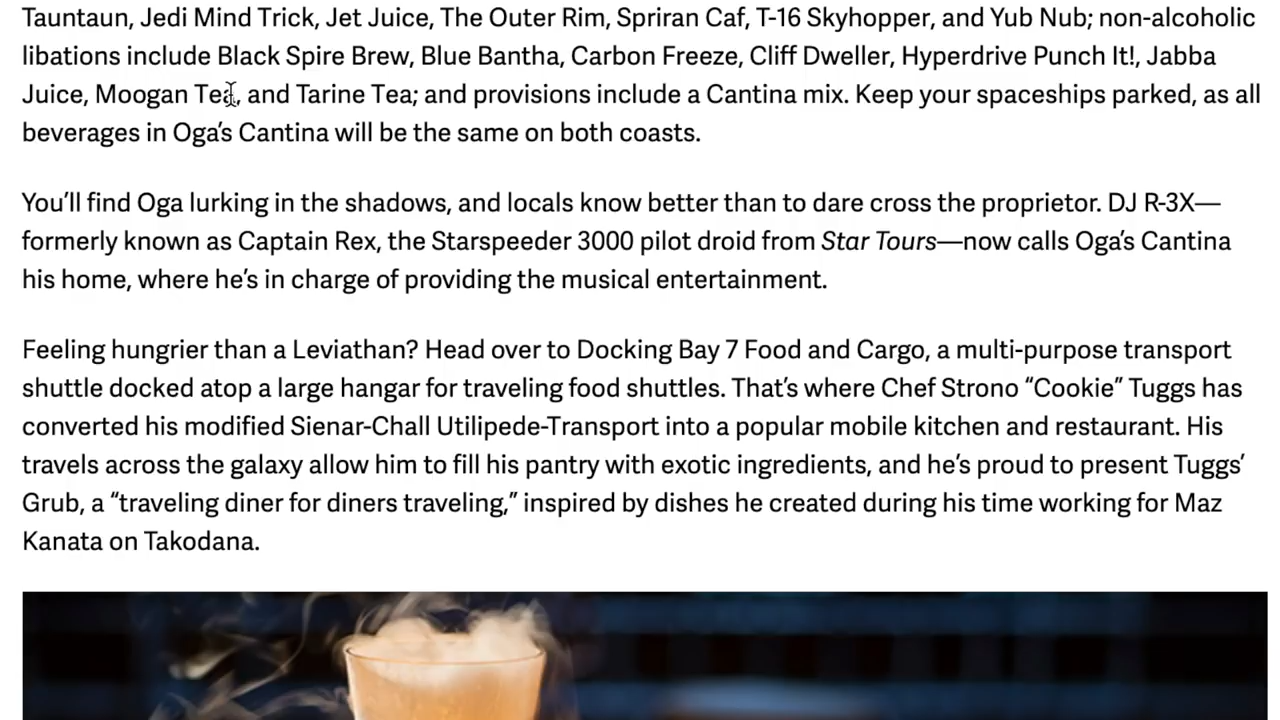 Tauntaun, Jedi Mind Trick, Jet Juice, The Outer Rim, Spriran Caf, T-16 Skyhopper, and Yub Nub; non-alcoholic
libations include Black Spire Brew, Blue Bantha, Carbon Freeze, Cliff Dweller, Hyperdrive Punch It!, Jabba
Juice, Moogan Tea, and Tarine Tea; and provisions include a Cantina mix. Keep your spaceships parked, as all
beverages in Oga’s Cantina will be the same on both coasts.
You’ll find Oga lurking in the shadows, and locals know better than to dare cross the proprietor. DJ R-3X—
formerly known as Captain Rex, the Starspeeder 3000 pilot droid from Star Tours—now calls Oga’s Cantina
his home, where he’s in charge of providing the musical entertainment.
Feeling hungrier than a Leviathan? Head over to Docking Bay 7 Food and Cargo, a multi-purpose transport
shuttle docked atop a large hangar for traveling food shuttles. That’s where Chef Strono “Cookie” Tuggs has
converted his modified Sienar-Chall Utilipede-Transport into a popular mobile kitchen and restaurant. His
travels across the galaxy allow him to fill his pantry with exotic ingredients, and he’s proud to present Tuggs’
Grub, a “traveling diner for diners traveling,” inspired by dishes he created during his time working for Maz
Kanata on Takodana.